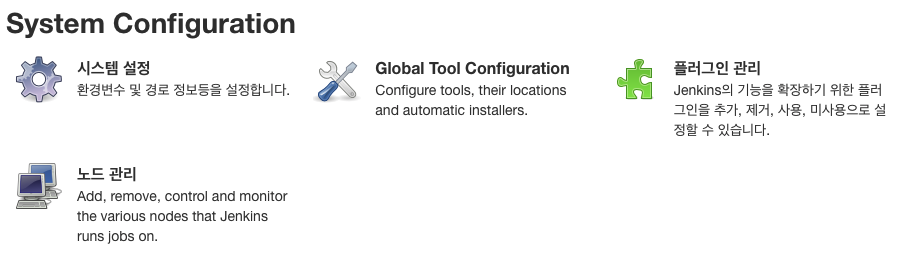 System Configuration
시스템 설정
환경변수 및 경로 정보등을 설정합니다.
Global Tool Configuration
Configure tools, their locations
and automatic installers.
플러그인 관리
Jenkins의 기능을 확장하기 위한 플러
그인을 추가, 제거, 사용, 미사용으로 설
정할 수 있습니다.
노드 관리
Add, remove, control and monitor
the various nodes that Jenkins
runs jobs on.